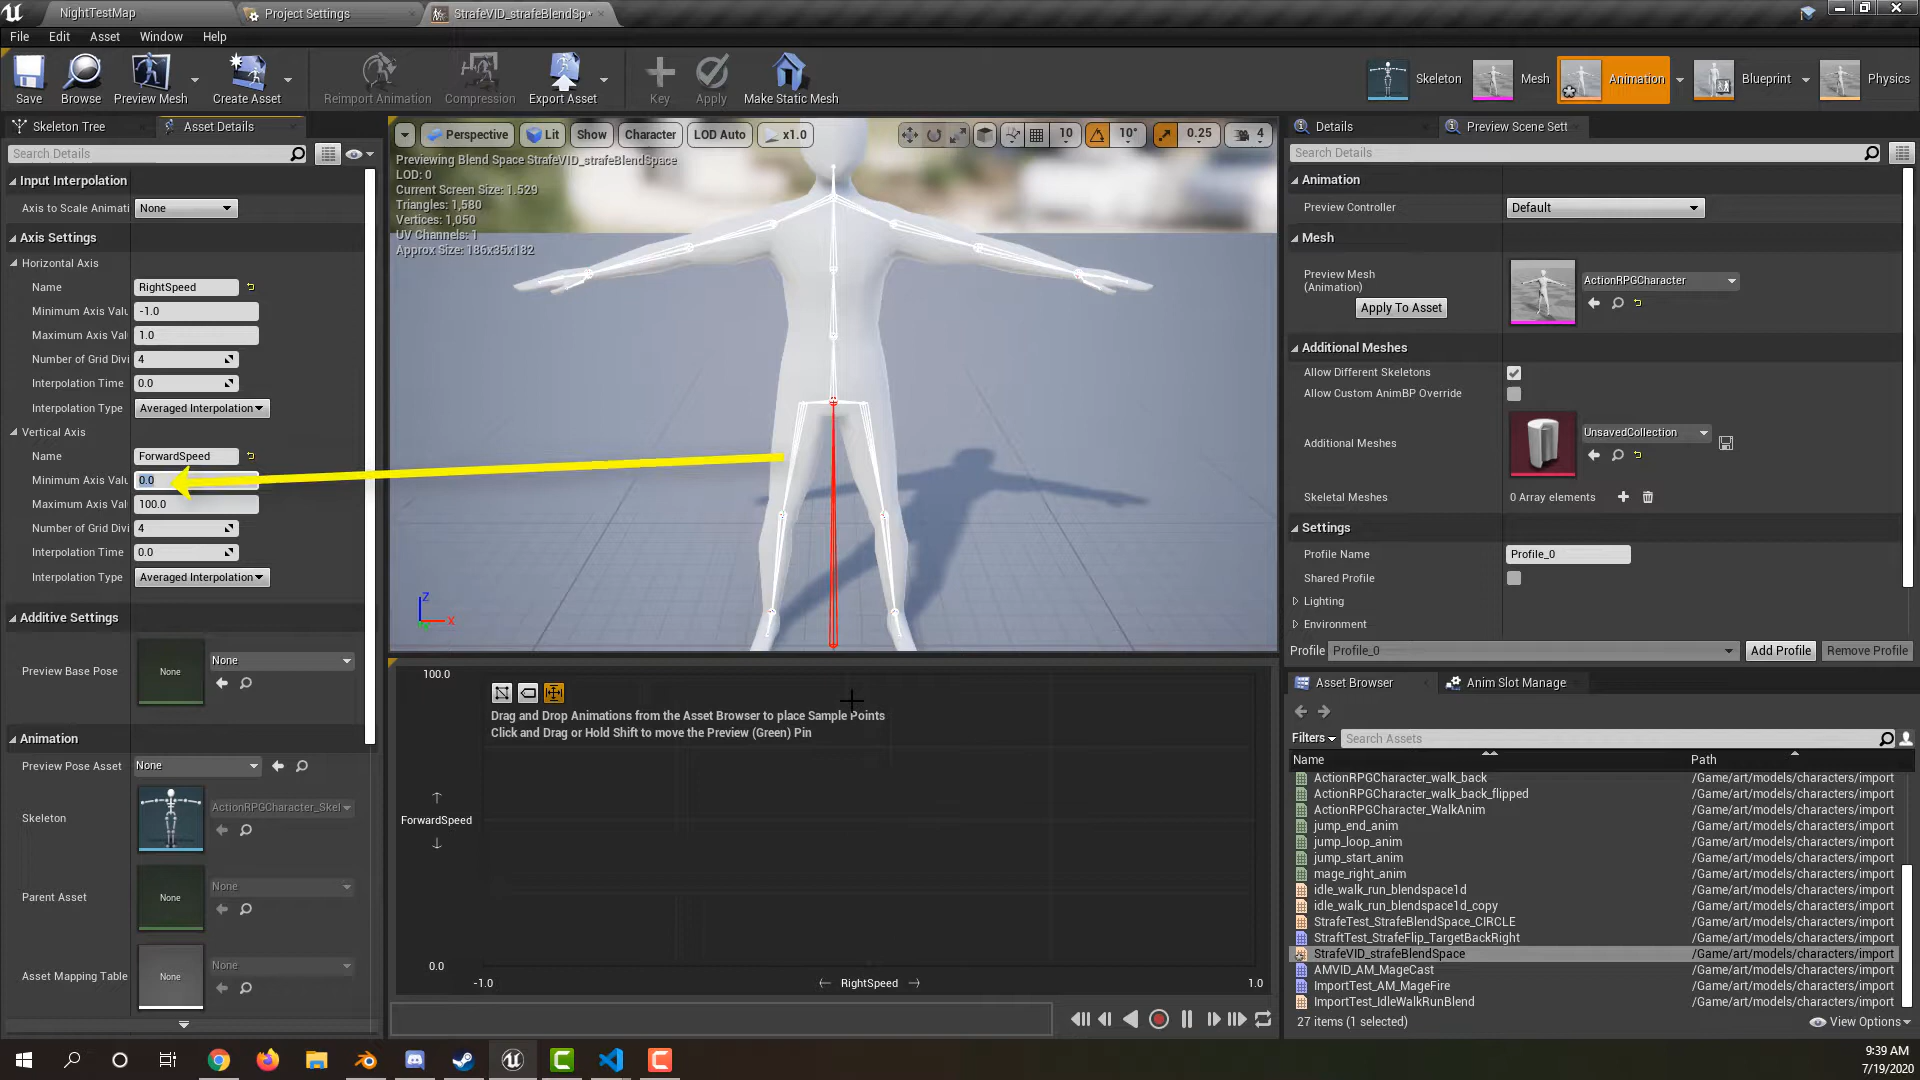 NightTestMap
Project Settings
StrafeVID_strafeBlendSp*
File Edit Asset Window Help
Save
Browse
Preview Mesh
Create Asset
Reimport Animation
Compression
Export Asset
Key
Apply
Make Static Mesh
Skeleton
Mesh
Animation
Blueprint
Physics
Skeleton Tree
Asset Details
Search Details
Input Interpolation
Axis to Scale Animati
None
Axis Settings
Horizontal Axis
Name
RightSpeed
Minimum Axis Valu
-1.0
Maximum Axis Val
1.0
Number of Grid Divi
4
Interpolation Time
0.0
Interpolation Type
Averaged Interpolation
Vertical Axis
Name
ForwardSpeed
Minimum Axis Valu
0.0
Maximum Axis Val
100.0
Number of Grid Divi
4
Interpolation Time
0.0
Interpolation Type
Averaged Interpolation
Additive Settings
Preview Base Pose
None
None
Animation
Preview Pose Asset
None
Skeleton
ActionRPGCharacter_Skel
Parent Asset
None
None
Asset Mapping Table
None
None
Perspective
Lit
Show
Character
LOD Auto
x1.0
10
10°
0.25
4
Previewing Blend Space StrafeVID_strafeBlendSpace
LOD: 0
Current Screen Size: 1.529
Triangles: 1,580
Vertices: 1,050
UV Channels: 1
Approx Size: 186x35x182
Z
X
100.0
Drag and Drop Animations from the Asset Browser to place Sample Points
Click and Drag or Hold Shift to move the Preview (Green) Pin
ForwardSpeed
0.0
-1.0
RightSpeed
1.0
Details
Preview Scene Sett
Search Details
Animation
Preview Controller
Default
Mesh
Preview Mesh
(Animation)
Apply To Asset
ActionRPGCharacter
Additional Meshes
Allow Different Skeletons
Allow Custom AnimBP Override
Additional Meshes
UnsavedCollection
Skeletal Meshes
0 Array elements
Settings
Profile Name
Profile_0
Shared Profile
Lighting
Environment
Profile
Profile_0
Add Profile
Remove Profile
Asset Browser
Anim Slot Manage
Filters
Search Assets
Name
Path
ActionRPGCharacter_walk_back /Game/art/models/characters/import
ActionRPGCharacter_walk_back_flipped /Game/art/models/characters/import
ActionRPGCharacter_WalkAnim /Game/art/models/characters/import
jump_end_anim /Game/art/models/characters/import
jump_loop_anim /Game/art/models/characters/import
jump_start_anim /Game/art/models/characters/import
mage_right_anim /Game/art/models/characters/import
idle_walk_run_blendspace1d /Game/art/models/characters/import
idle_walk_run_blendspace1d_copy /Game/art/models/characters/import
StrafeTest_StrafeBlendSpace_CIRCLE /Game/art/models/characters/import
StraftTest_StrafeFlip_TargetBackRight /Game/art/models/characters/import
StrafeVID_strafeBlendSpace /Game/art/models/characters/import
AMVID_AM_MageCast /Game/art/models/characters/import
ImportTest_AM_MageFire /Game/art/models/characters/import
ImportTest_IdleWalkRunBlend /Game/art/models/characters/import
27 items (1 selected)
View Options
9:39 AM
7/19/2020